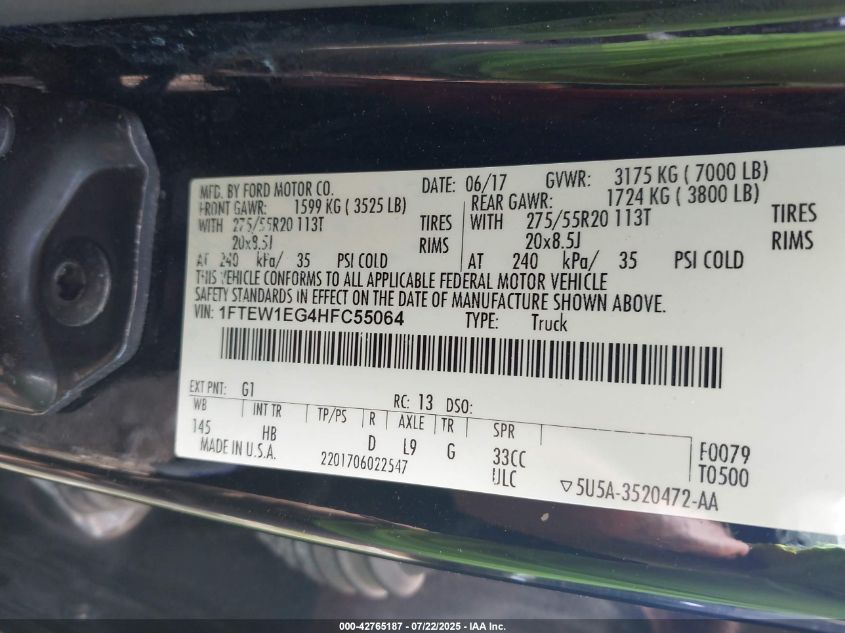 MFD. BY FORD MOTOR CO. DATE: 06/17 GVWR: 3175 KG ( 7000 LB)
FRONT GAWR: 1599 KG ( 3525 LB) REAR GAWR: 1724 KG ( 3800 LB)
WITH 275/55R20 113T TIRES WITH 275/55R20 113T TIRES
20x8.5J RIMS 20x8.5J RIMS
AT 240 kPa/ 35 PSI COLD AT 240 kPa/ 35 PSI COLD
THIS VEHICLE CONFORMS TO ALL APPLICABLE FEDERAL MOTOR VEHICLE
SAFETY STANDARDS IN EFFECT ON THE DATE OF MANUFACTURE SHOWN ABOVE.
VIN: 1FTEW1EG4HFC55064 TYPE: Truck
EXT PNT: G1 RC: 13 DSO:
WB INT TR TP/PS R AXLE TR SPR
145 HB D L9 G 33CC F0079
MADE IN U.S.A. 2201706022547 ULC T0500
▽5U5A-3520472-AA
000-42765187 - 07/22/2025 - IAA Inc.